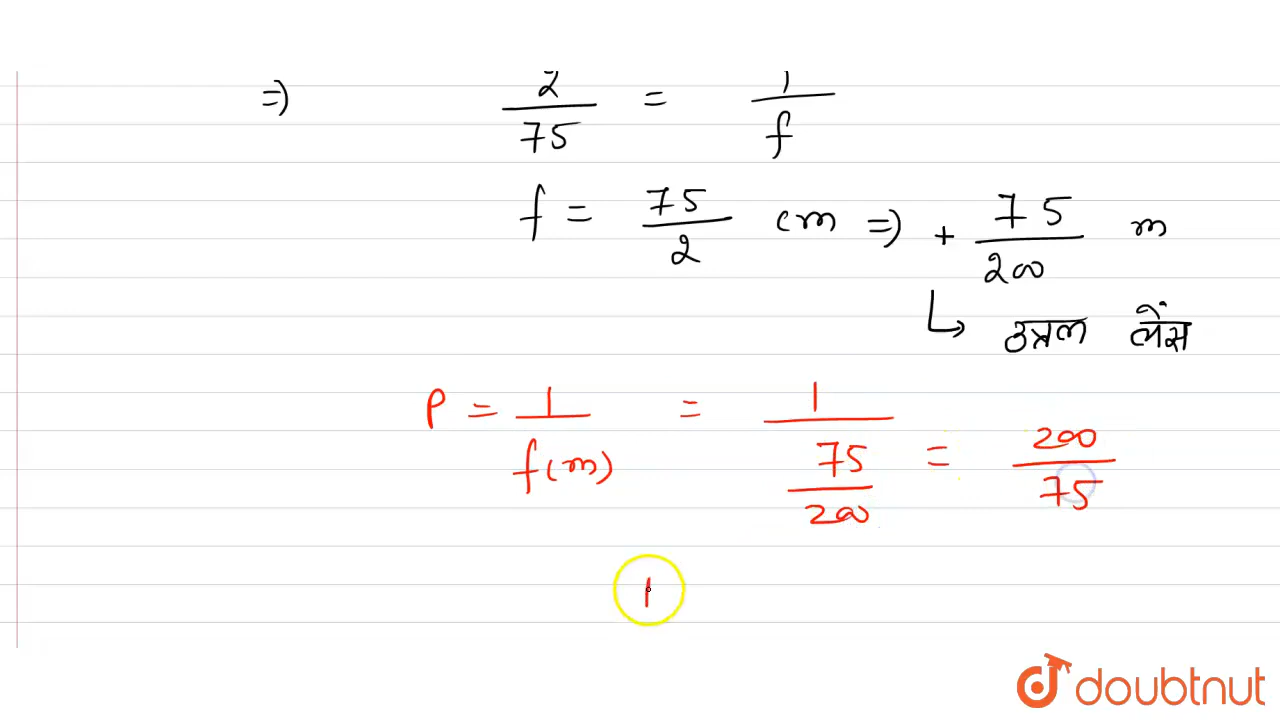 ⇒ 2/75 = 1/f
f = 75/2 cm ⇒ + 75/200 m
↳ उत्तल लेंस
P = 1/f(m) = 1/75/200 = 200/75
1
doubtnut